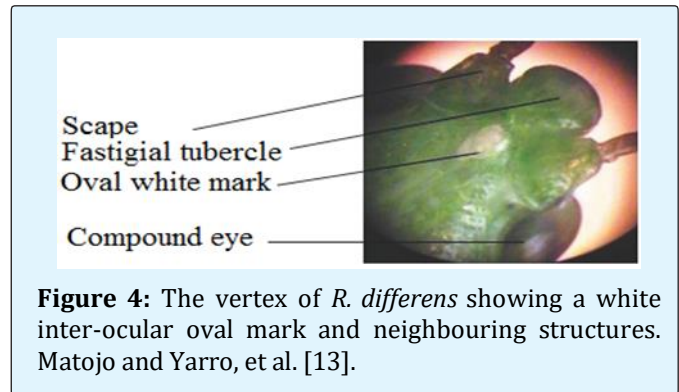 Scape
Fastigial tubercle
Oval white mark
Compound eye
Figure 4: The vertex of R. differens showing a white
inter-ocular oval mark and neighbouring structures.
Matojo and Yarro, et al. [13].